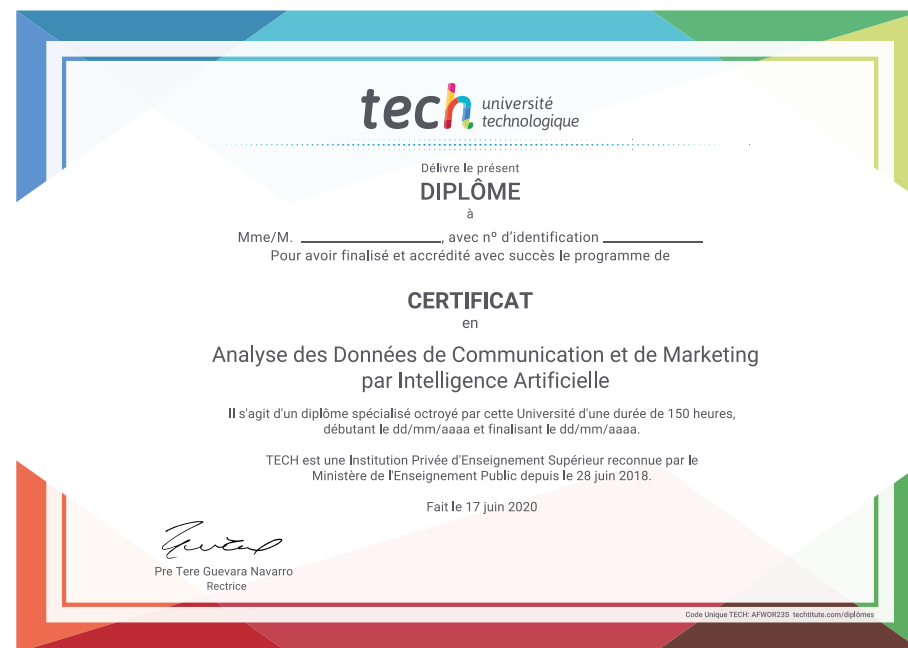 tech université
technologique
Délivre le présent
DIPLÔME
à
Mme/M. ____________________, avec nº d'identification ______________
Pour avoir finalisé et accrédité avec succès le programme de
CERTIFICAT
en
Analyse des Données de Communication et de Marketing
par Intelligence Artificielle
Il s'agit d'un diplôme spécialisé octroyé par cette Université d'une durée de 150 heures,
débutant le dd/mm/aaaa et finalisant le dd/mm/aaaa.
TECH est une Institution Privée d'Enseignement Supérieur reconnue par le
Ministère de l'Enseignement Public depuis le 28 juin 2018.
Fait le 17 juin 2020
Pre Tere Guevara Navarro
Rectrice
Code Unique TECH: AFWOR23S techtitute.com/diplômes